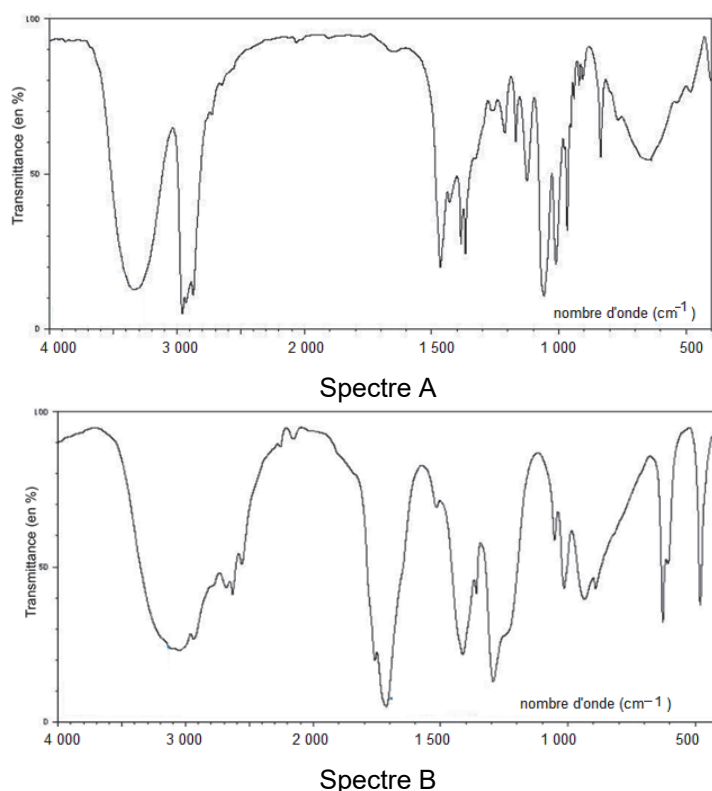 100
Transmittance (en %)
50
0
nombre d'onde (cm⁻¹ )
4 000 3 000 2 000 1 500 1 000 500
Spectre A
100
Transmittance (en %)
50
0
nombre d'onde (cm⁻¹ )
4 000 3 000 2 000 1 500 1 000 500
Spectre B